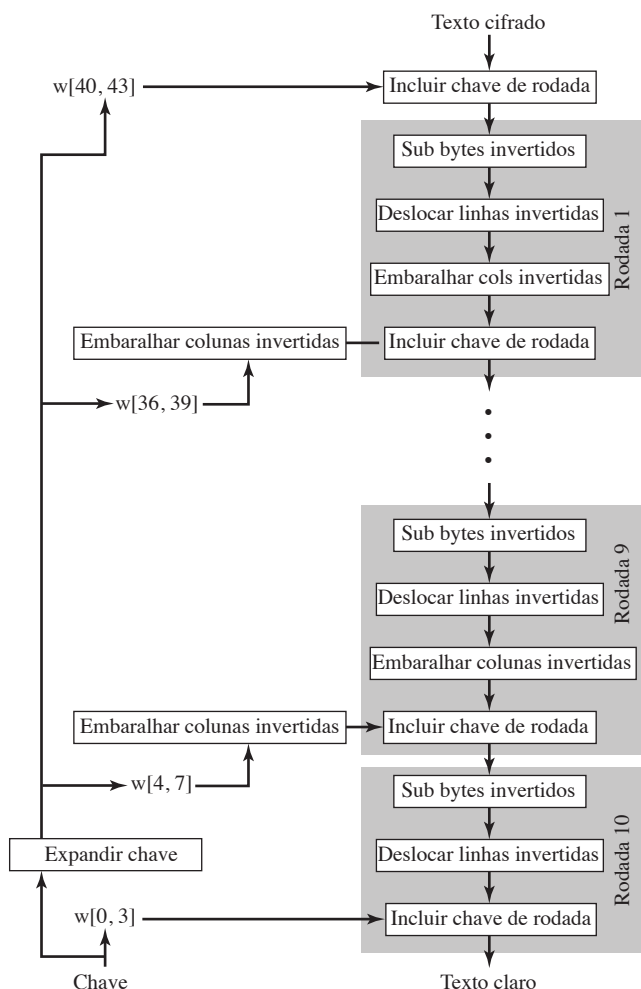 Texto cifrado
w[40, 43]
Incluir chave de rodada
Sub bytes invertidos
Deslocar linhas invertidas
Embaralhar cols invertidas
Rodada 1
Embaralhar colunas invertidas
Incluir chave de rodada
w[36, 39]
Sub bytes invertidos
Deslocar linhas invertidas
Embaralhar colunas invertidas
Rodada 9
Embaralhar colunas invertidas
Incluir chave de rodada
w[4, 7]
Sub bytes invertidos
Expandir chave
Deslocar linhas invertidas
Rodada 10
w[0, 3]
Incluir chave de rodada
Chave
Texto claro